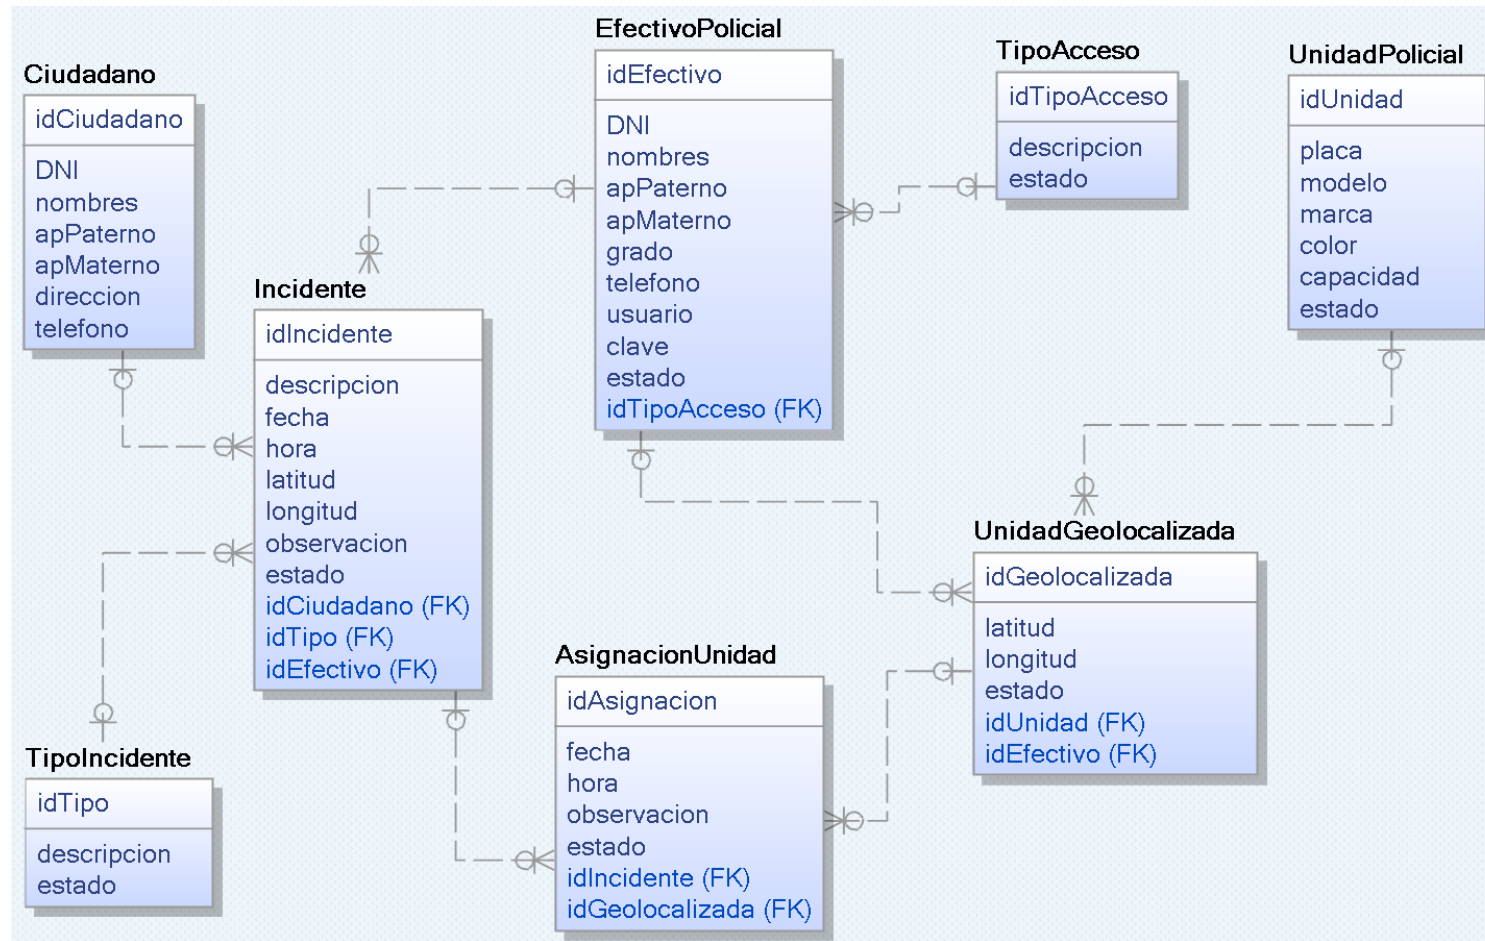 Ciudadano
idCiudadano
DNI
nombres
apPaterno
apMaterno
direccion
telefono
EfectivoPolicial
idEfectivo
DNI
nombres
apPaterno
apMaterno
grado
telefono
usuario
clave
estado
idTipoAcceso (FK)
TipoAcceso
idTipoAcceso
descripcion
estado
UnidadPolicial
idUnidad
placa
modelo
marca
color
capacidad
estado
Incidente
idIncidente
descripcion
fecha
hora
latitud
longitud
observacion
estado
idCiudadano (FK)
idTipo (FK)
idEfectivo (FK)
UnidadGeolocalizada
idGeolocalizada
latitud
longitud
estado
idUnidad (FK)
idEfectivo (FK)
AsignacionUnidad
idAsignacion
fecha
hora
observacion
estado
idIncidente (FK)
idGeolocalizada (FK)
TipoIncidente
idTipo
descripcion
estado